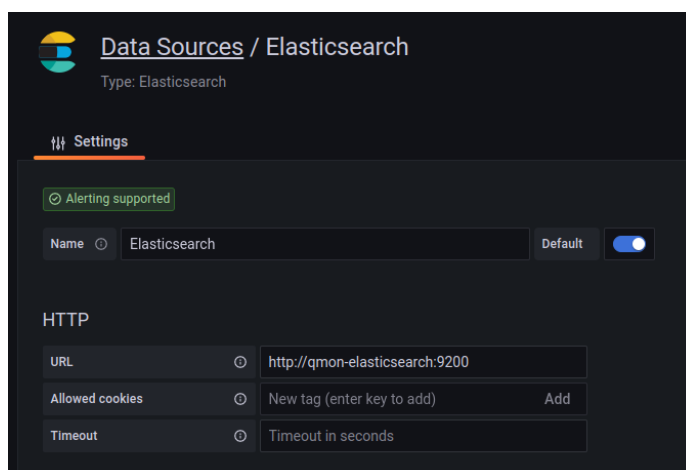 Data Sources / Elasticsearch
Type: Elasticsearch
Settings
Alerting supported
Name Elasticsearch Default
HTTP
URL http://qmon-elasticsearch:9200
Allowed cookies New tag (enter key to add) Add
Timeout Timeout in seconds